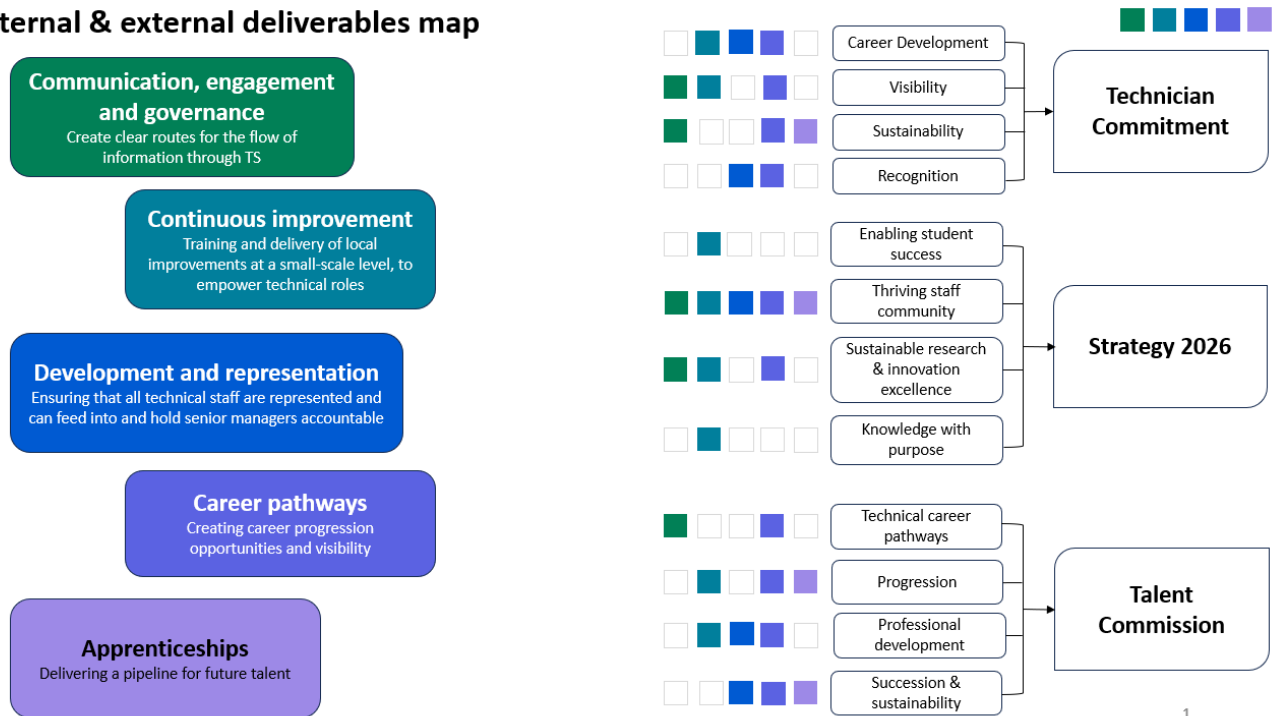 ternal & external deliverables map
Communication, engagement
and governance
Create clear routes for the flow of
information through TS
Continuous improvement
Training and delivery of local
improvements at a small-scale level, to
empower technical roles
Development and representation
Ensuring that all technical staff are represented and
can feed into and hold senior managers accountable
Career pathways
Creating career progression
opportunities and visibility
Apprenticeships
Delivering a pipeline for future talent
Career Development
Visibility
Sustainability
Recognition
Technician
Commitment
Enabling student
success
Thriving staff
community
Sustainable research
& innovation
excellence
Knowledge with
purpose
Strategy 2026
Technical career
pathways
Progression
Professional
development
Succession &
sustainability
Talent
Commission
1